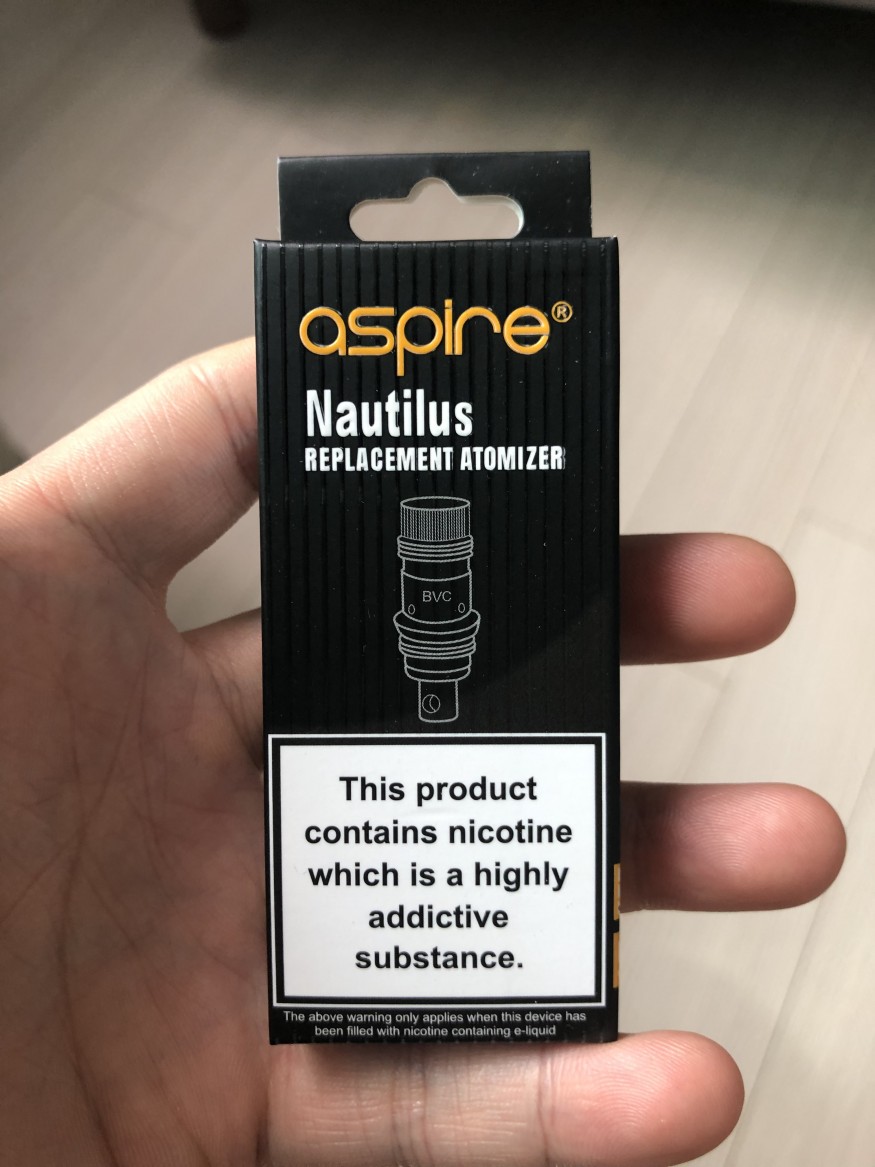 aspire®
Nautilus
REPLACEMENT ATOMIZER
BVC
This product
contains nicotine
which is a highly
addictive
substance.
The above warning only applies when this device has
been filled with nicotine containing e-liquid